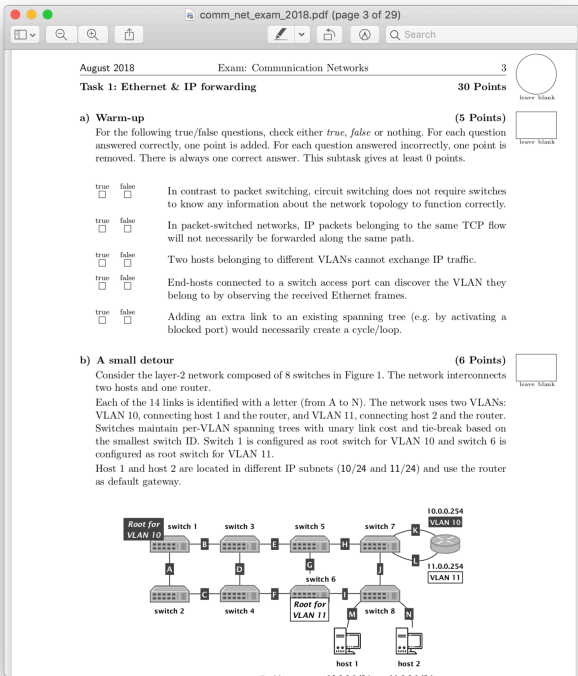 comm_net_exam_2018.pdf (page 3 of 29)
Search
August 2018 Exam: Communication Networks 3
leave blank
Task 1: Ethernet & IP forwarding 30 Points
a) Warm-up (5 Points)
leave blank
For the following true/false questions, check either true, false or nothing. For each question
answered correctly, one point is added. For each question answered incorrectly, one point is
removed. There is always one correct answer. This subtask gives at least 0 points.
true false In contrast to packet switching, circuit switching does not require switches
to know any information about the network topology to function correctly.
true false In packet-switched networks, IP packets belonging to the same TCP flow
will not necessarily be forwarded along the same path.
true false Two hosts belonging to different VLANs cannot exchange IP traffic.
true false End-hosts connected to a switch access port can discover the VLAN they
belong to by observing the received Ethernet frames.
true false Adding an extra link to an existing spanning tree (e.g. by activating a
blocked port) would necessarily create a cycle/loop.
b) A small detour (6 Points)
leave blank
Consider the layer-2 network composed of 8 switches in Figure 1. The network interconnects
two hosts and one router.
Each of the 14 links is identified with a letter (from A to N). The network uses two VLANs:
VLAN 10, connecting host 1 and the router, and VLAN 11, connecting host 2 and the router.
Switches maintain per-VLAN spanning trees with unary link cost and tie-break based on
the smallest switch ID. Switch 1 is configured as root switch for VLAN 10 and switch 6 is
configured as root switch for VLAN 11.
Host 1 and host 2 are located in different IP subnets (10/24 and 11/24) and use the router
as default gateway.
10.0.0.254
VLAN 10
Root for
VLAN 10
switch 1 switch 3 switch 5 switch 7
K
B E H
L
11.0.0.254
VLAN 11
A D G J
switch 6
C F I
Root for
VLAN 11
switch 2 switch 4 switch 8
M N
host 1 host 2